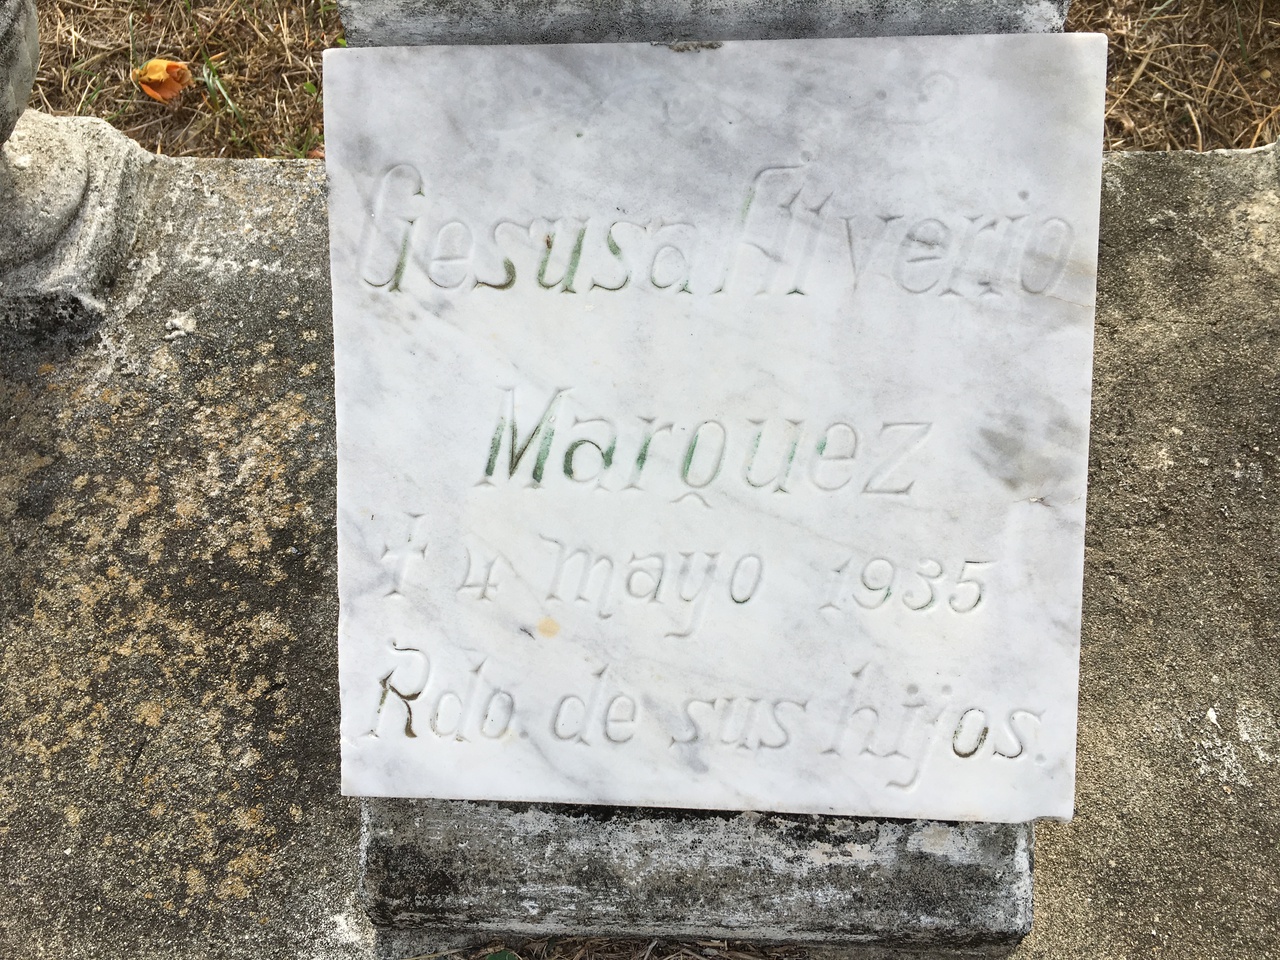 Gesusa Alverio
Marquez
† 4 mayo 1935
Rdo. de sus hijos.